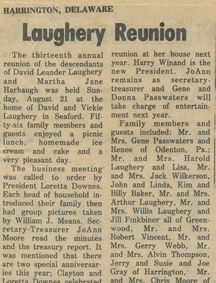 HARRINGTON, DELAWARE
Laughery Reunion
The thirteenth annual
reunion of the descendants
of David Leander Laughery
and Martha Jane
Harbaugh was held Sun-
day, August 21 at the
home of David and Vickie
Laughery in Seaford. Fif-
ty-six family members and
guests enjoyed a picnic
lunch, homemade ice
cream and cake and a
very pleasant day.
The business meeting
was called to order by
President Loretta Downes.
Each head of household in-
troduced their family then
had group pictures taken
by William J. Means. Sec-
retary-Treasurer JoAnn
Moore read the minutes
and the treasury report. It
was mentioned that there
are two special anniversar-
ies this year; Clayton and
Loretta Downes celebrated
reunion at her house next
year. Harry Winand is the
new President. JoAnn
remains as secretary-
treasurer and Gene and
Donna Passwaters will
take charge of entertain-
ment next year.
Family members and
guests included: Mr. and
Mrs. Gene Passwaters and
Renee of Odenton, Pa.;
Mr. and Mrs. Harold
Laughery and Lisa, Mr.
and Mrs. Jack Wilkerson,
John and Linda, Kim and
Billy Baker, Mr. and Mrs.
Arthur Laughery, Mr. and
Mrs. Willis Laughery and
Jill Finkbiner all of Green-
wood, Mr. and Mrs.
Robert Vincent, Mr. and
Mrs. Gerry Webb, Mr.
and Mrs. Alvin Thompson,
Jerry and Susie and Joe
Gray of Harrington, Mr.
and Mrs. Chris Moore of